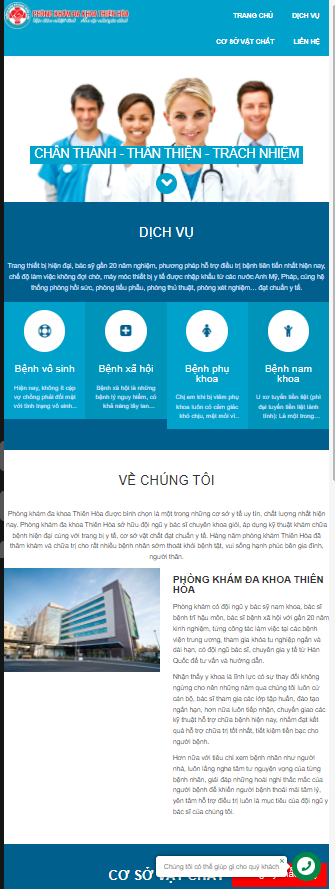 PHÒNG KHÁM ĐA KHOA THIÊN HÒA
TRANG CHỦ DỊCH VỤ
CƠ SỞ VẬT CHẤT LIÊN HỆ
CHÂN THÀNH - THÂN THIỆN - TRÁCH NHIỆM
DỊCH VỤ
Trang thiết bị hiện đại, bác sỹ gần 20 năm nghiệm, phương pháp hỗ trợ điều trị bệnh tiên tiến nhất hiện nay,
chế độ làm việc không đợi chờ, máy móc thiết bị y tế được nhập khẩu từ các nước Anh Mỹ, Pháp, cùng hệ
thống phòng hồi sức, phòng tiểu phẫu, phòng thủ thuật, phòng xét nghiệm… đạt chuẩn y tế.
Bệnh vô sinh
Hiện nay, không ít cặp
vợ chồng phải đối mặt
với tình trạng vô sinh...
Bệnh xã hội
Bệnh xã hội là những
bệnh lý nguy hiểm, có
khả năng lây lan...
Bệnh phụ
khoa
Chị em khi bị viêm phụ
khoa luôn có cảm giác
khó chịu, mệt mỏi vì...
Bệnh nam
khoa
U xơ tuyến tiền liệt (phì
đại tuyến tiền liệt lành
tính): Là một trong...
VỀ CHÚNG TÔI
Phòng khám đa khoa Thiên Hòa được bình chọn là một trong những cơ sở y tế uy tín, chất lượng nhất hiện
nay. Phòng khám đa khoa Thiên Hòa sở hữu đội ngũ y bác sĩ chuyên khoa giỏi, áp dụng kỹ thuật khám chữa
bệnh hiện đại cùng với trang bị y tế, cơ sở vật chất đạt chuẩn y tế. Hàng năm phòng khám Thiên Hòa đã
thăm khám và chữa trị cho rất nhiều bệnh nhân sớm thoát khỏi bệnh tật, vui sống hạnh phúc bên gia đình,
người thân.
PHÒNG KHÁM ĐA KHOA THIÊN
HÒA
Phòng khám có đội ngũ y bác sỹ nam khoa, bác sĩ
bệnh trĩ hậu môn, bác sĩ bệnh xã hội với gần 20 năm
kinh nghiệm, từng công tác làm việc tại các bệnh
viện trung ương, tham gia khóa tu nghiệp ngắn và
dài hạn, có đội ngũ bác sĩ, chuyên gia y tế từ Hàn
Quốc để tư vấn và hướng dẫn.
Nhận thấy y khoa là lĩnh lực có sự thay đổi không
ngừng cho nên những năm qua chúng tôi luôn cử
cán bộ, bác sĩ tham gia các lớp tập huấn, đào tạo
ngắn hạn, hơn nữa luôn tiếp nhận, chuyển giao các
kỹ thuật hỗ trợ chữa bệnh hiện nay, nhằm đạt kết
quả hỗ trợ chữa trị tốt nhất, tiết kiệm tiền bạc cho
người bệnh.
Hơn nữa với tiêu chí xem bệnh nhân như người
nhà, luôn lắng nghe tâm tư nguyện vọng của từng
bệnh nhân, giải đáp những hoài nghi thắc mắc của
người bệnh để khiến người bệnh thoải mái tâm lý,
yên tâm hỗ trợ điều trị luôn là mục tiêu của đội ngũ y
bác sĩ của chúng tôi.
Chúng tôi có thể giúp gì cho quý khách
CƠ SỞ VẬT CHẤT